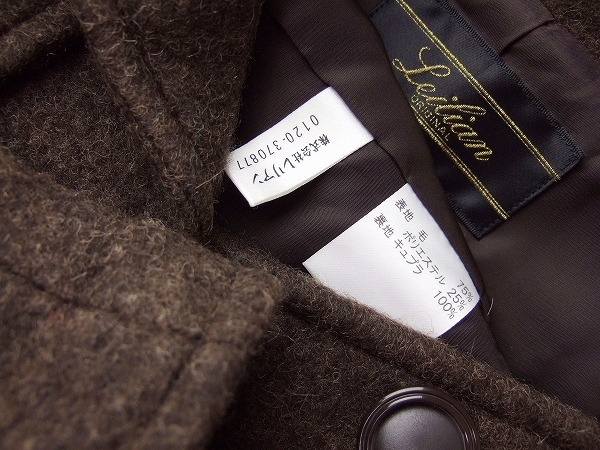 Leilian
ORIGINAL
株式会社レリアン
0120-370877
表地 毛 75%
ポリエステル 25%
裏地 キュプラ 100%